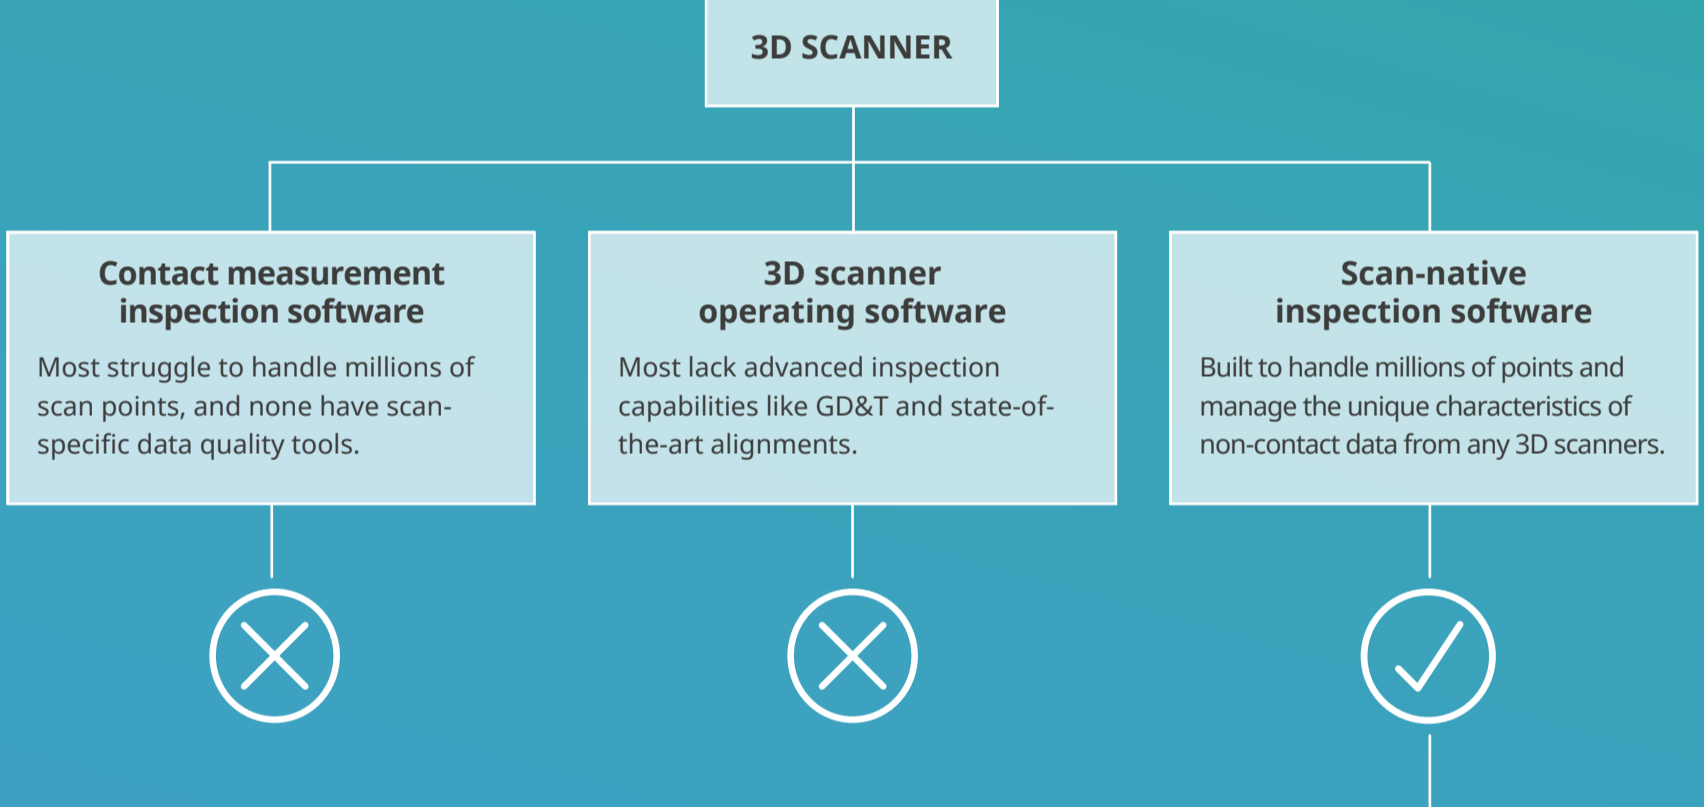 3D SCANNER
Contact measurement
inspection software
Most struggle to handle millions of
scan points, and none have scan-
specific data quality tools.
3D scanner
operating software
Most lack advanced inspection
capabilities like GD&T and state-of-
the-art alignments.
Scan-native
inspection software
Built to handle millions of points and
manage the unique characteristics of
non-contact data from any 3D scanners.